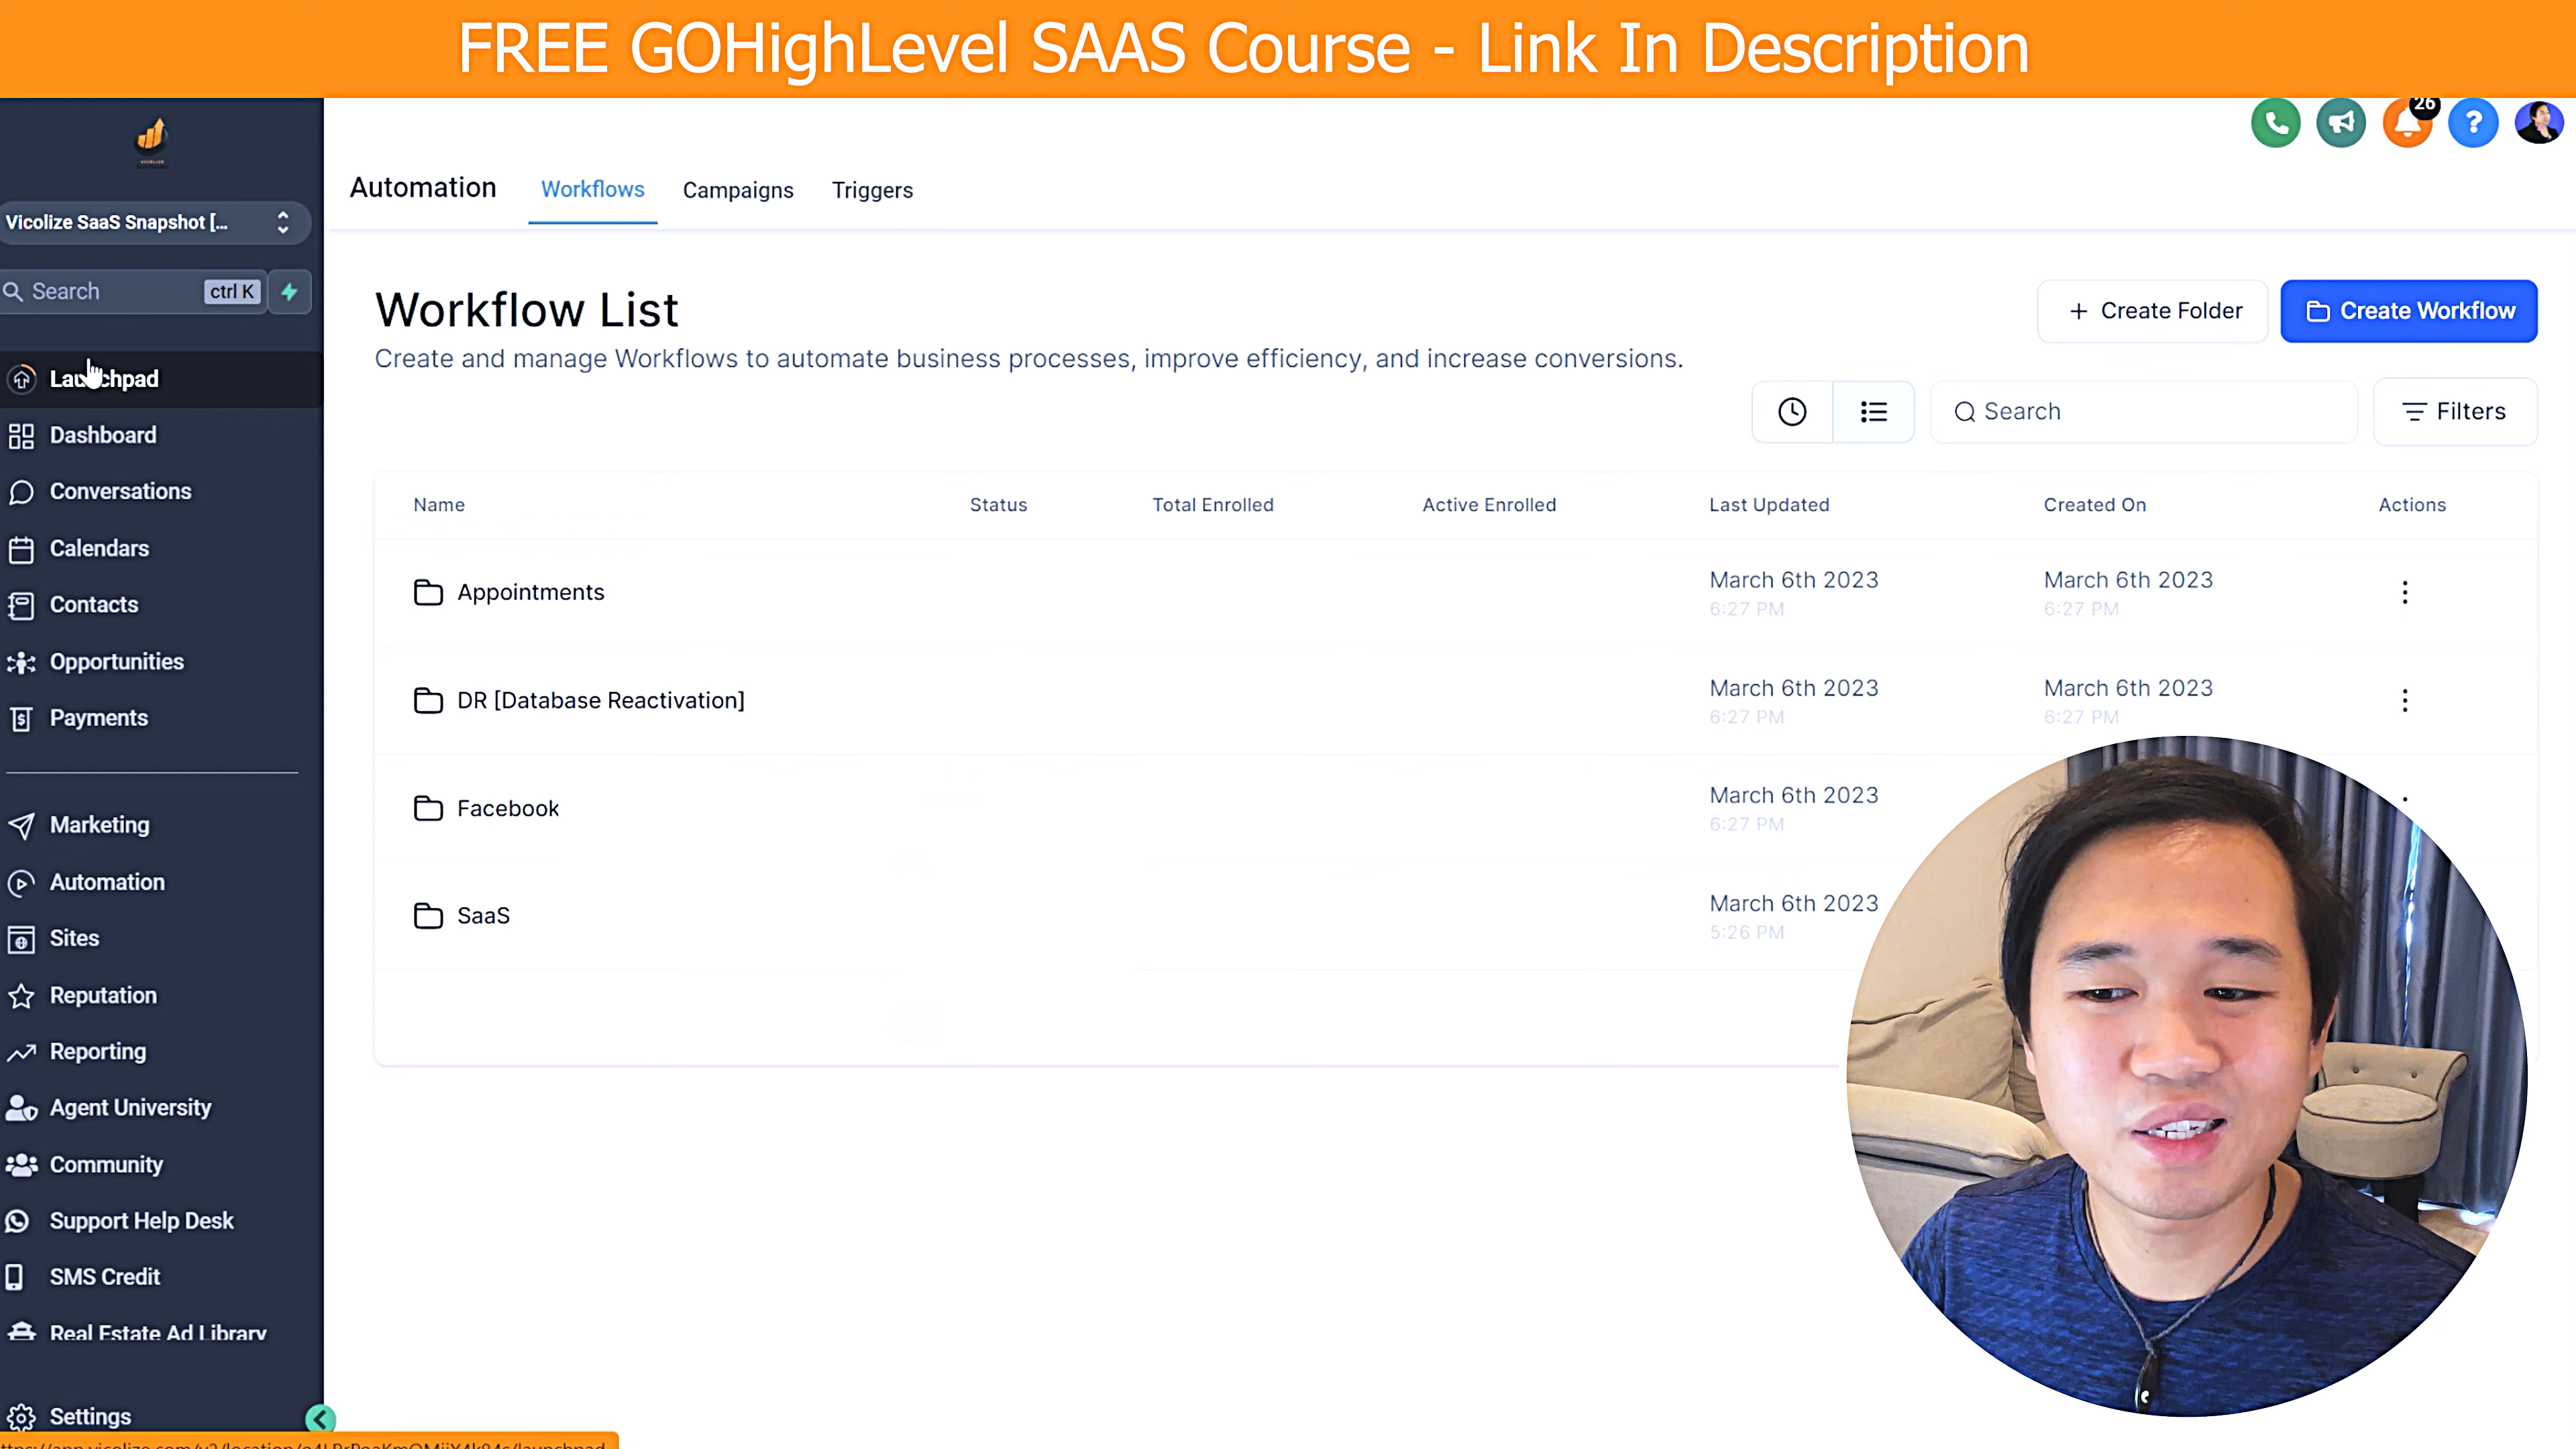 FREE GOHighLevel SAAS Course - Link In Description
26
Automation
Workflows
Campaigns
Triggers
Vicolize SaaS Snapshot [...
Search
ctrl K
Launchpad
Dashboard
Conversations
Calendars
Contacts
Opportunities
Payments
Marketing
Automation
Sites
Reputation
Reporting
Agent University
Community
Support Help Desk
SMS Credit
Real Estate Ad Library
Settings
Workflow List
Create and manage Workflows to automate business processes, improve efficiency, and increase conversions.
+ Create Folder
Create Workflow
Search
Filters
Name Status Total Enrolled Active Enrolled Last Updated Created On Actions
Appointments March 6th 2023 March 6th 2023
6:27 PM 6:27 PM
DR [Database Reactivation] March 6th 2023 March 6th 2023
6:27 PM 6:27 PM
Facebook March 6th 2023
6:27 PM
SaaS March 6th 2023
5:26 PM